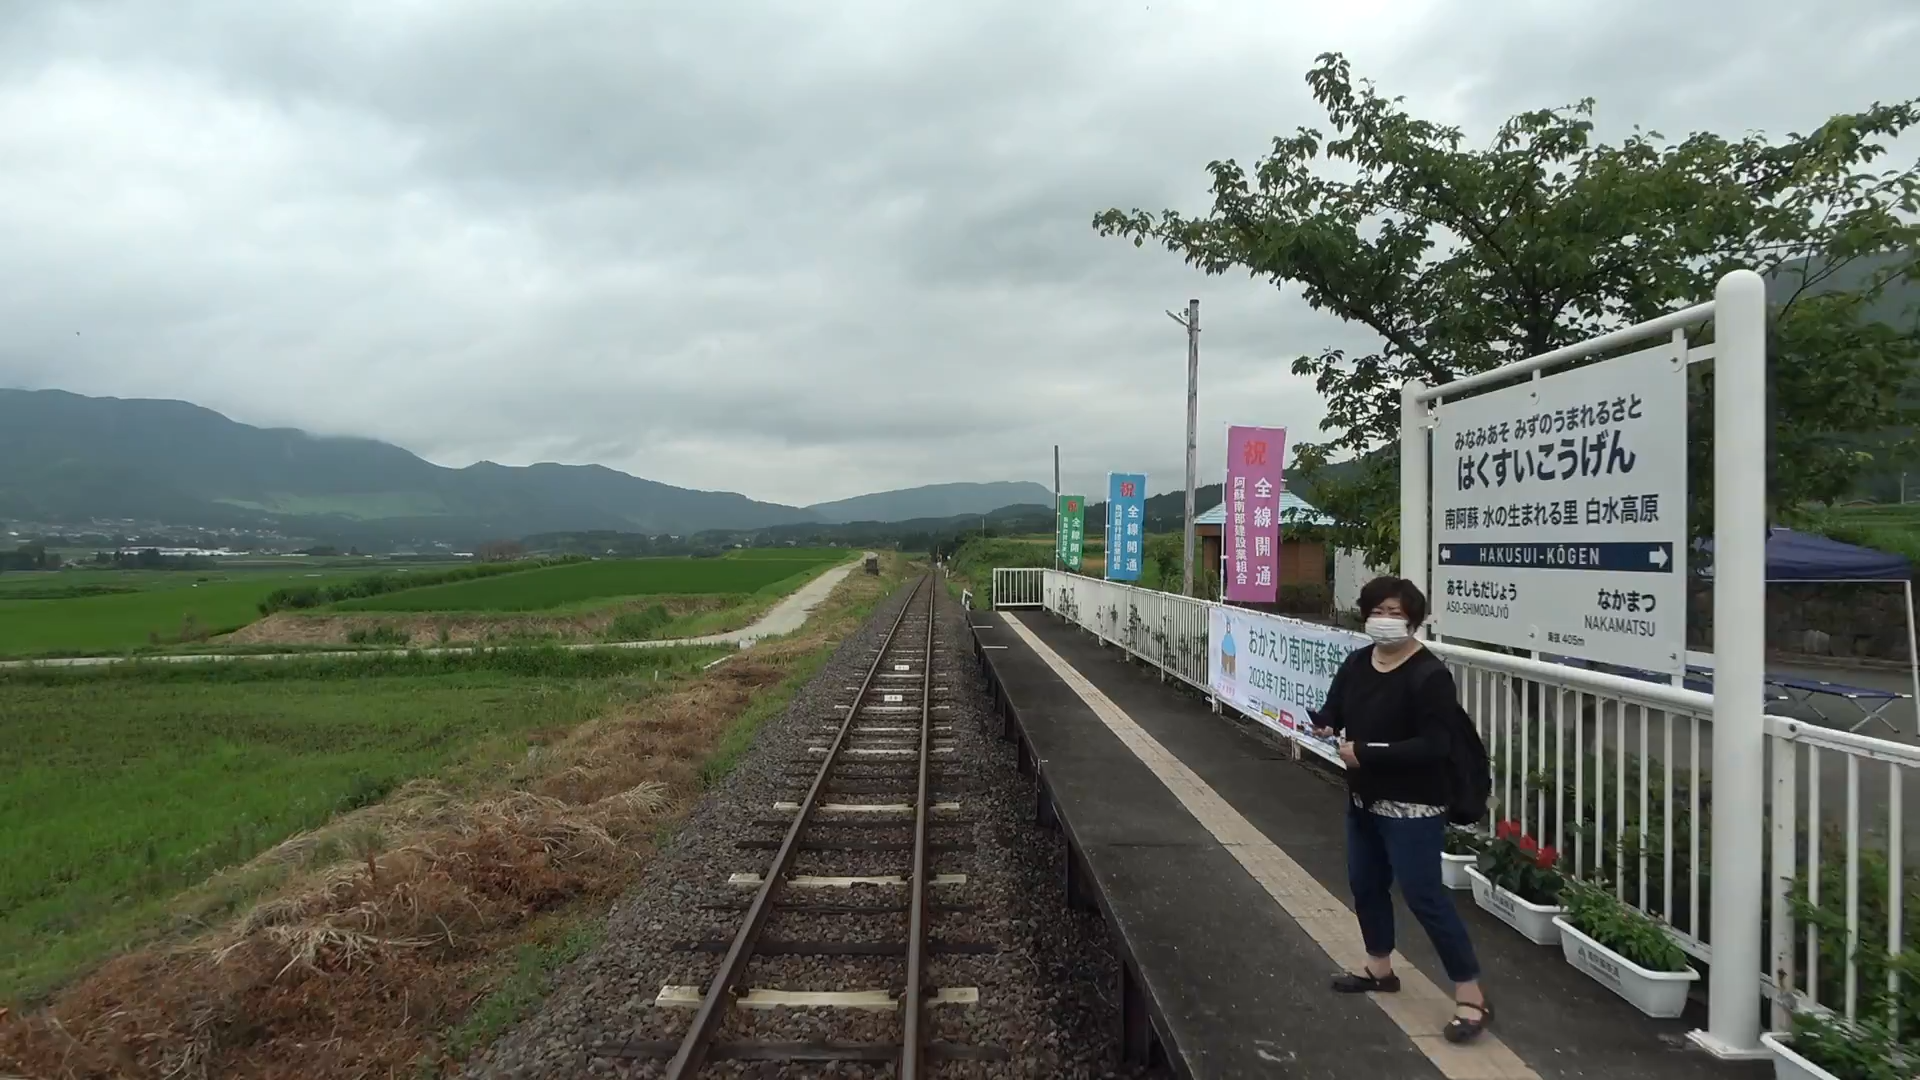 みなみあそ みずのうまれるさと
はくすいこうげん
南阿蘇 水の生まれる里 白水高原
HAKUSUI-KŌGEN
あそしもだじょう
ASO-SHIMODAJYŌ
なかまつ
NAKAMATSU
海抜 405m
祝 全線開通
阿蘇南部建設業組合
祝 全線開通
祝 全線開通
おかえり南阿蘇鉄
2023年7月15日全線